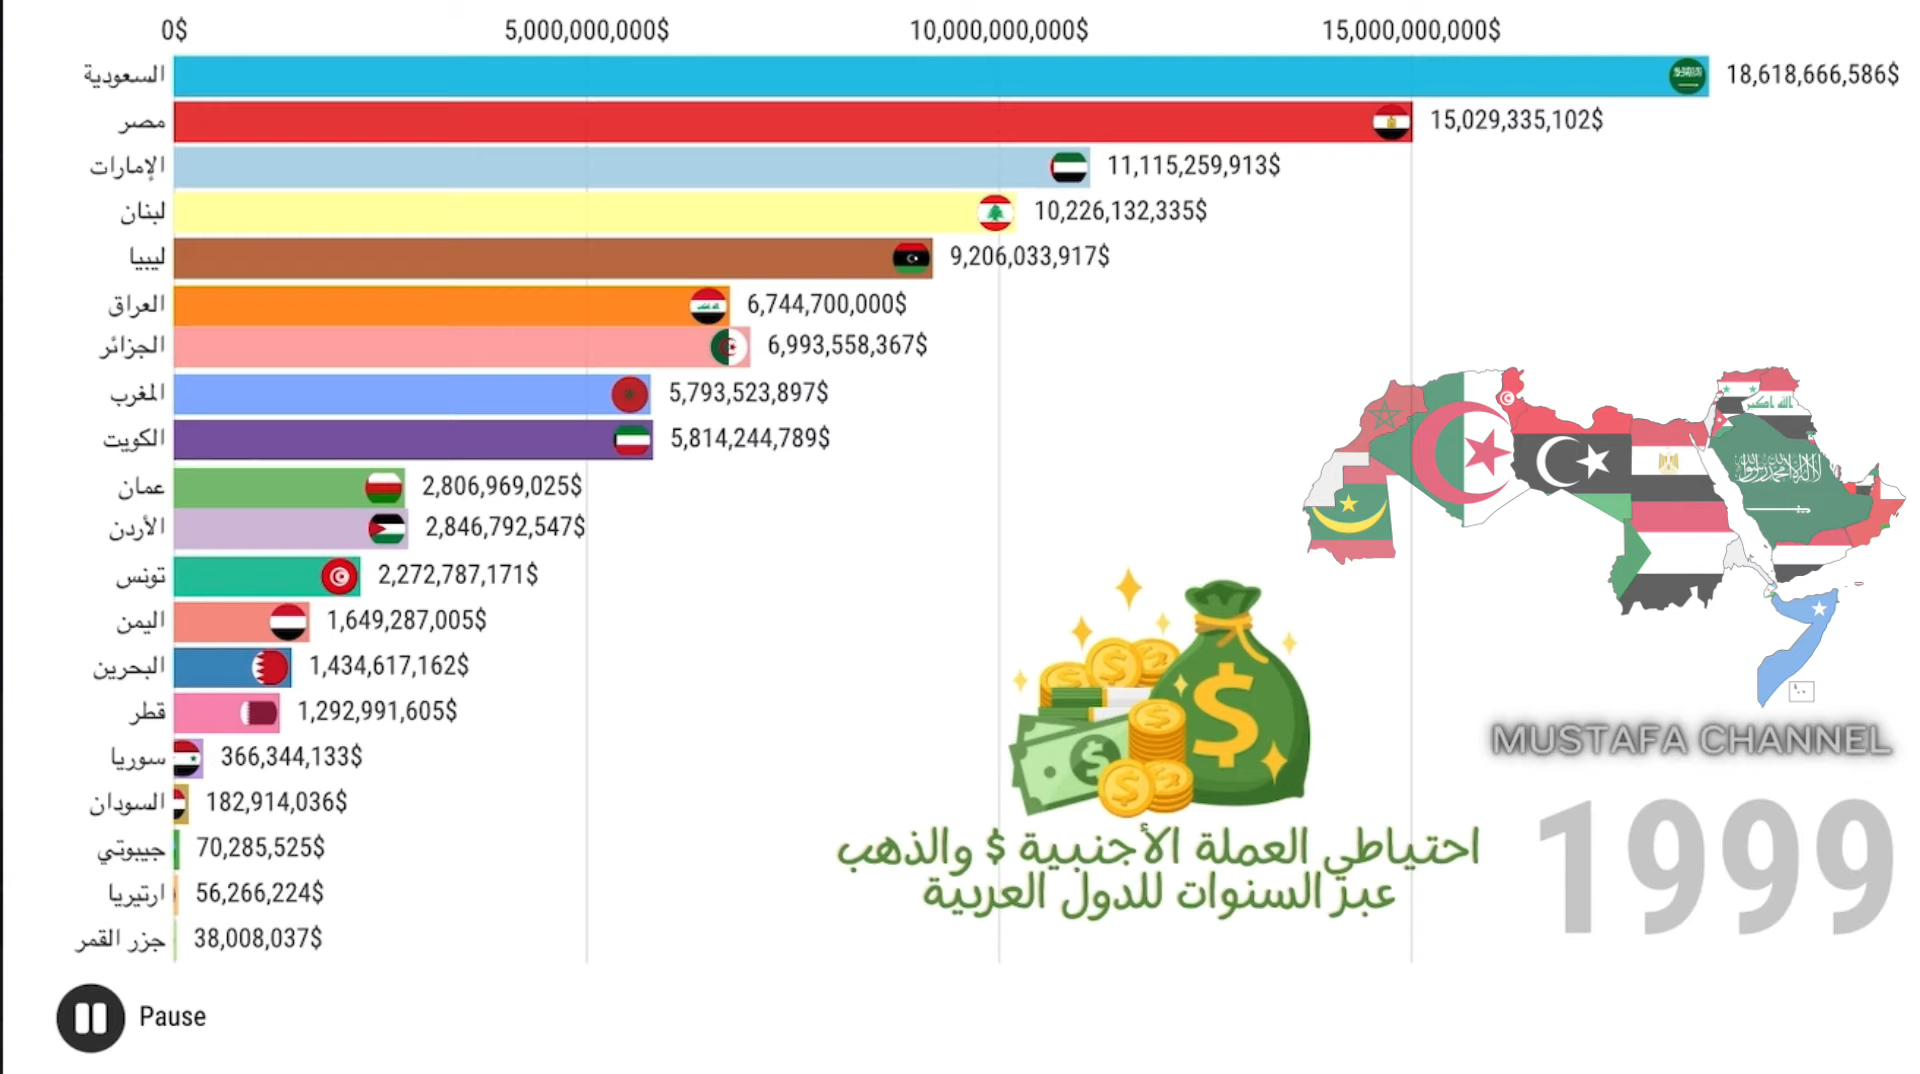 0$ 5,000,000,000$ 10,000,000,000$ 15,000,000,000$
السعودية 18,618,666,586$
مصر 15,029,335,102$
الإمارات 11,115,259,913$
لبنان 10,226,132,335$
ليبيا 9,206,033,917$
العراق 6,744,700,000$
الجزائر 6,993,558,367$
المغرب 5,793,523,897$
الكويت 5,814,244,789$
عمان 2,806,969,025$
الأردن 2,846,792,547$
تونس 2,272,787,171$
اليمن 1,649,287,005$
البحرين 1,434,617,162$
قطر 1,292,991,605$
سوريا 366,344,133$
السودان 182,914,036$
جيبوتي 70,285,525$
ارتيريا 56,266,224$
جزر القمر 38,008,037$
الله اكبر
MUSTAFA CHANNEL
1999
احتياطي العملة الأجنبية $ والذهب
عبر السنوات للدول العربية
Pause